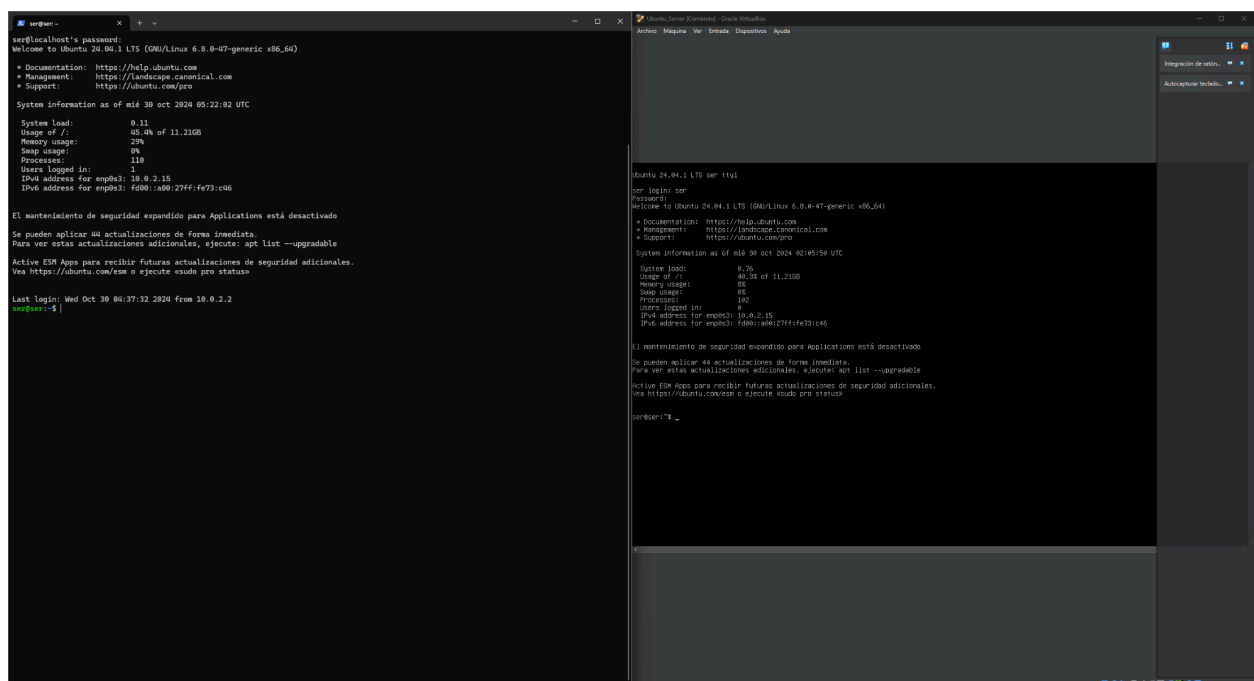 ser@ser: ~
ser@localhost's password:
Welcome to Ubuntu 24.04.1 LTS (GNU/Linux 6.8.0-47-generic x86_64)
* Documentation: https://help.ubuntu.com
* Management: https://landscape.canonical.com
* Support: https://ubuntu.com/pro
System information as of mié 30 oct 2024 05:22:02 UTC
System load: 0.11
Usage of /: 45.4% of 11.21GB
Memory usage: 29%
Swap usage: 0%
Processes: 110
Users logged in: 1
IPv4 address for enp0s3: 10.0.2.15
IPv6 address for enp0s3: fd00::a00:27ff:fe73:c46
El mantenimiento de seguridad expandido para Applications está desactivado
Se pueden aplicar 44 actualizaciones de forma inmediata.
Para ver estas actualizaciones adicionales, ejecute: apt list --upgradable
Active ESM Apps para recibir futuras actualizaciones de seguridad adicionales.
Vea https://ubuntu.com/esm o ejecute «sudo pro status»
Last login: Wed Oct 30 04:37:32 2024 from 10.0.2.2
ser@ser:~$
Ubuntu_Server [Corriendo] - Oracle VirtualBox
Archivo Máquina Ver Entrada Dispositivos Ayuda
Integración de ratón...
Autocapturar teclado...
Ubuntu 24.04.1 LTS ser tty1
ser login: ser
Password:
Welcome to Ubuntu 24.04.1 LTS (GNU/Linux 6.8.0-47-generic x86_64)
* Documentation: https://help.ubuntu.com
* Management: https://landscape.canonical.com
* Support: https://ubuntu.com/pro
System information as of mié 30 oct 2024 02:05:50 UTC
System load: 0.76
Usage of /: 40.3% of 11.21GB
Memory usage: 8%
Swap usage: 0%
Processes: 102
Users logged in: 0
IPv4 address for enp0s3: 10.0.2.15
IPv6 address for enp0s3: fd00::a00:27ff:fe73:c46
El mantenimiento de seguridad expandido para Applications está desactivado
Se pueden aplicar 44 actualizaciones de forma inmediata.
Para ver estas actualizaciones adicionales, ejecute: apt list --upgradable
Active ESM Apps para recibir futuras actualizaciones de seguridad adicionales.
Vea https://ubuntu.com/esm o ejecute «sudo pro status»
ser@ser:~$ _